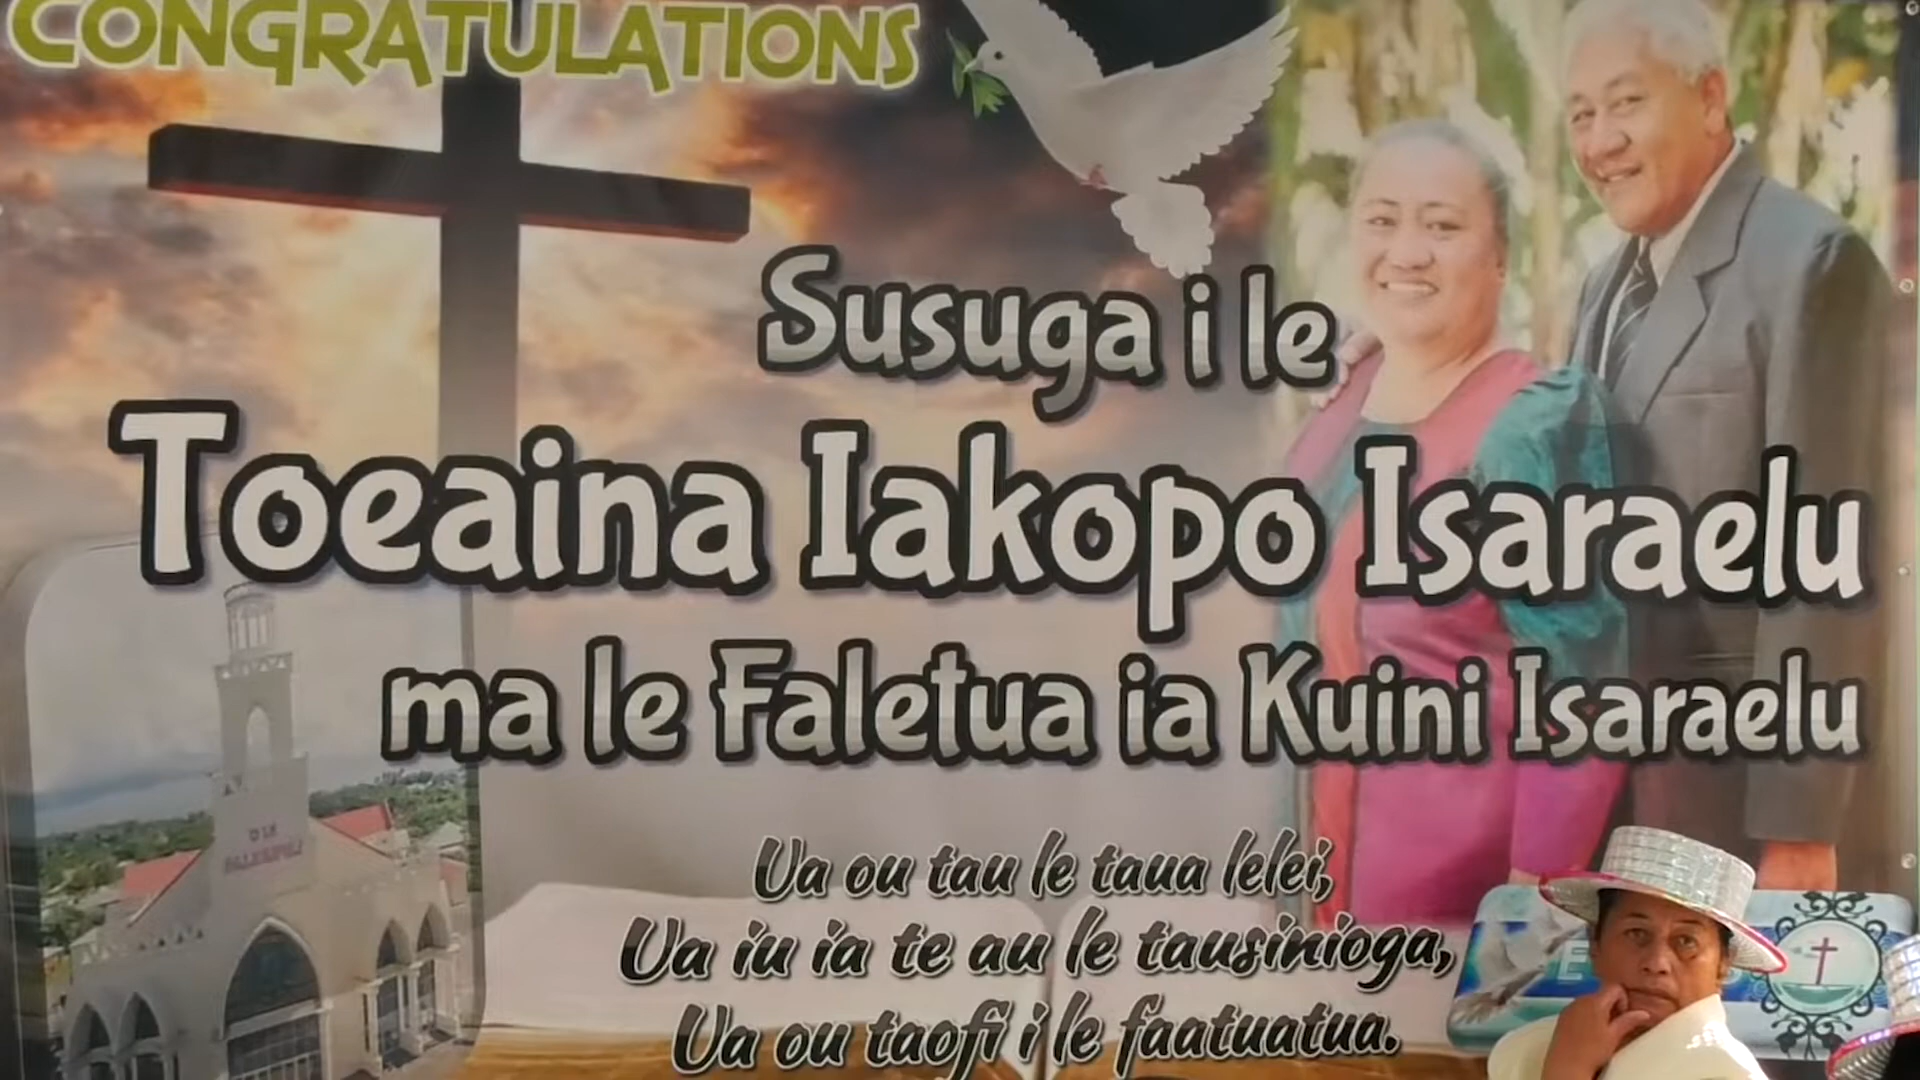 CONGRATULATIONS
Susuga i le
Toeaina Iakopo Isaraelu
ma le Faletua ia Kuini Isaraelu
Ua ou tau le taua lelei,
Ua iu ia te au le tausinioga,
Ua ou taofi i le faatuatua.